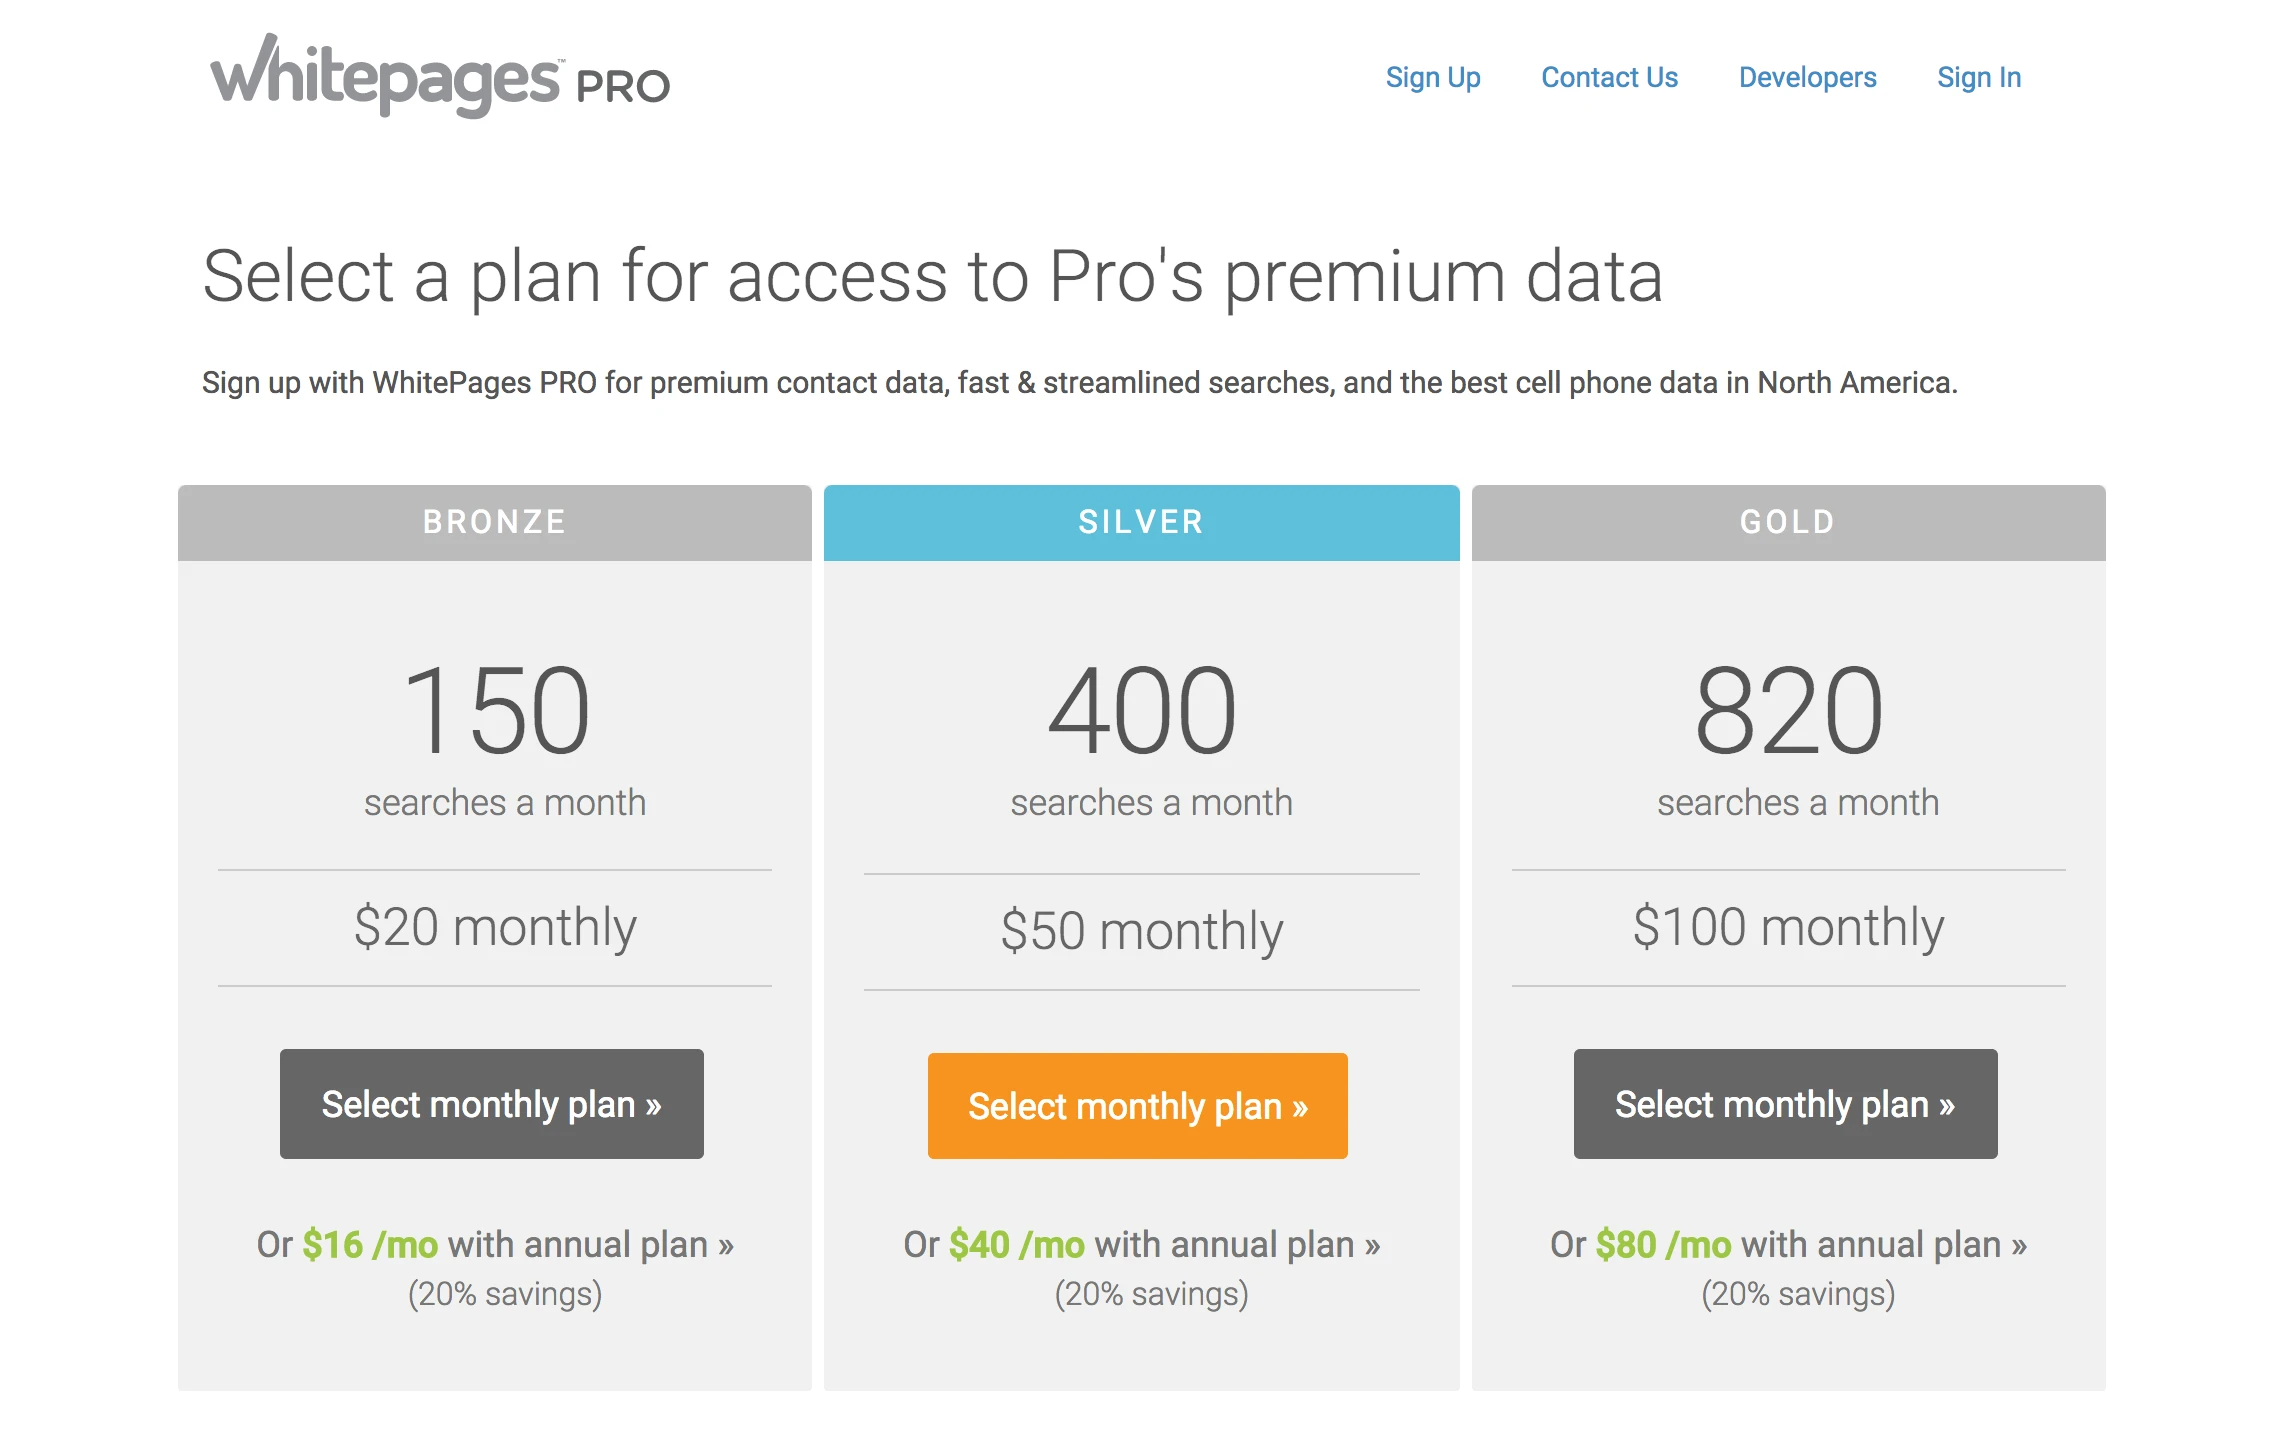 whitepages™ PRO
Sign Up Contact Us Developers Sign In
Select a plan for access to Pro's premium data
Sign up with WhitePages PRO for premium contact data, fast & streamlined searches, and the best cell phone data in North America.
BRONZE
150
searches a month
$20 monthly
Select monthly plan »
Or $16 /mo with annual plan »
(20% savings)
SILVER
400
searches a month
$50 monthly
Select monthly plan »
Or $40 /mo with annual plan »
(20% savings)
GOLD
820
searches a month
$100 monthly
Select monthly plan »
Or $80 /mo with annual plan »
(20% savings)